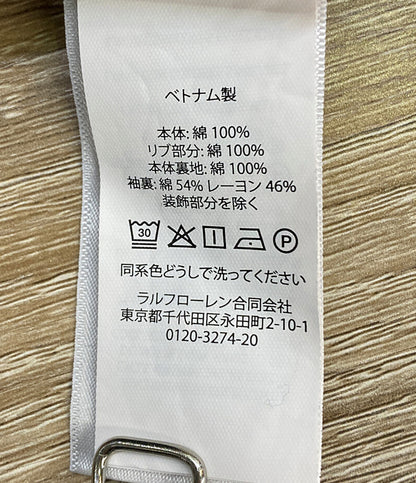 ベトナム製
本体: 綿 100%
リブ部分: 綿 100%
本体裏地: 綿 100%
袖裏: 綿 54% レーヨン 46%
装飾部分を除く
30 P
同系色どうしで洗ってください
ラルフローレン合同会社
東京都千代田区永田町2-10-1
0120-3274-20